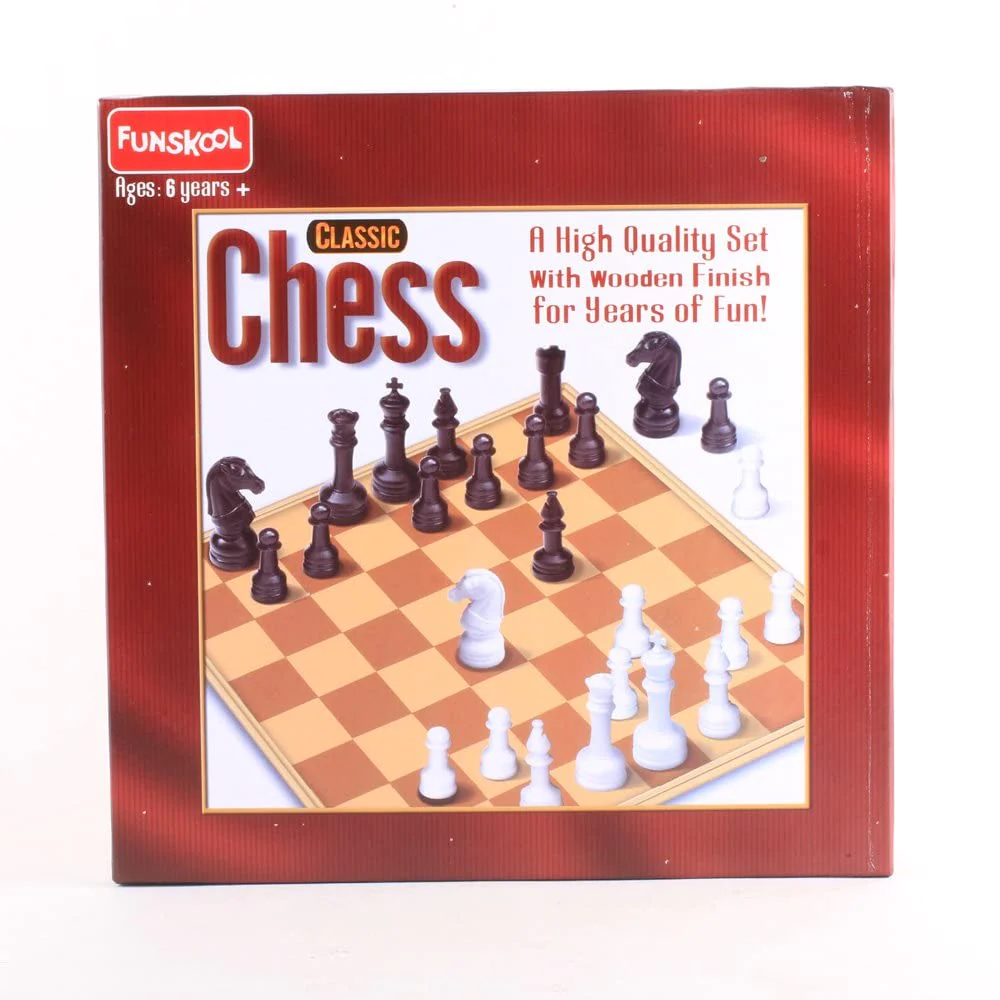 FUNSKOOL
Ages: 6 years +
CLASSIC
Chess
A High Quality Set
With Wooden Finish
for Years of Fun!